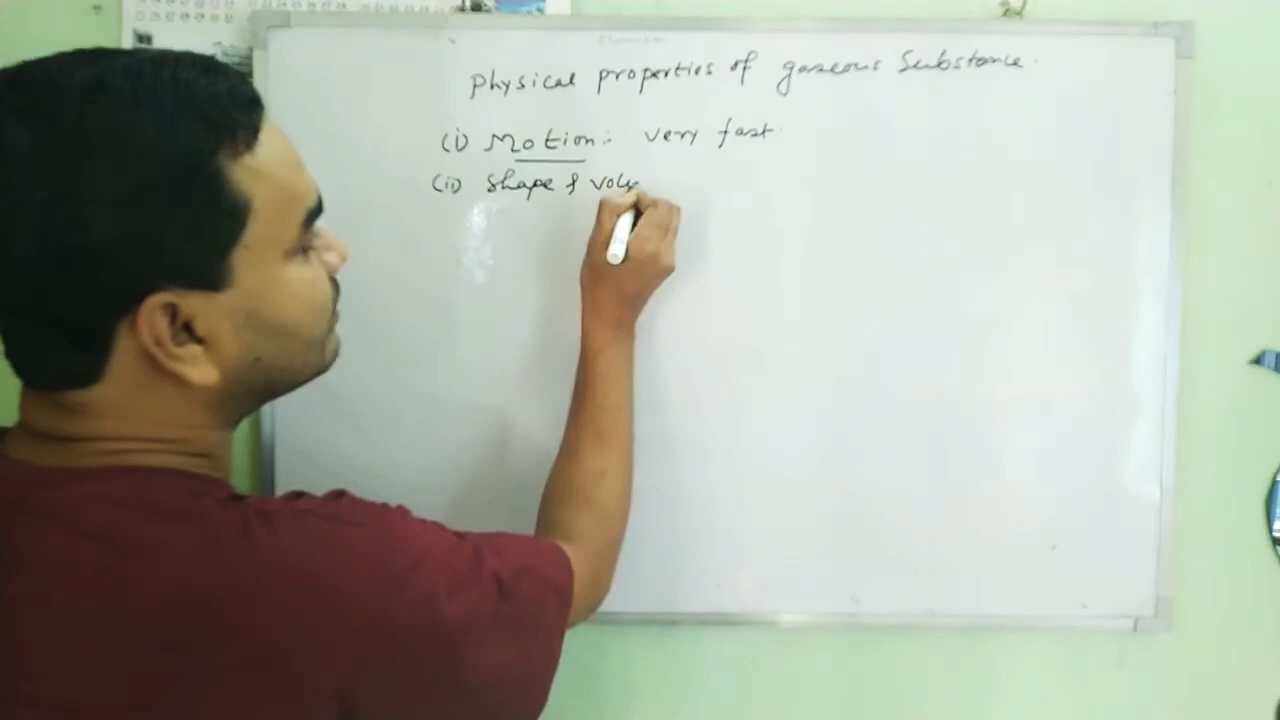 Physical properties of gaseous Substance.
(i) Motion:- very fast.
(ii) Shape & volu